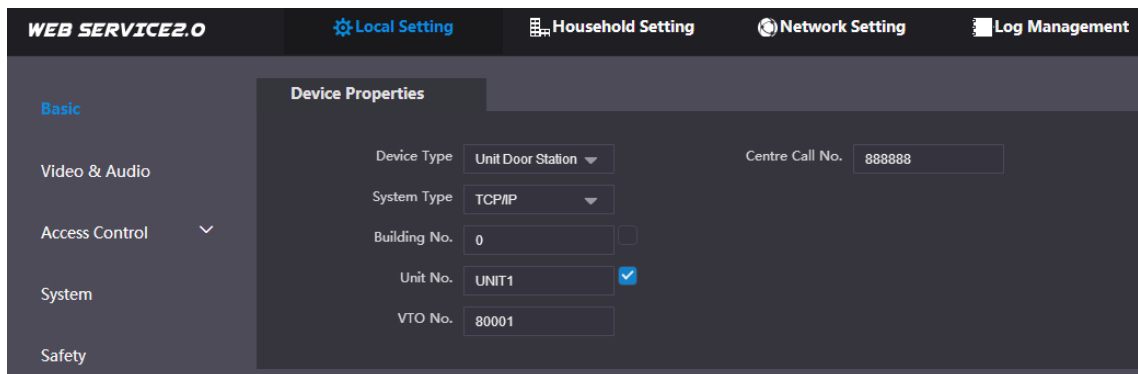 WEB SERVICE2.0 Local Setting Household Setting Network Setting Log Management
Basic
Video & Audio
Access Control
System
Safety
Device Properties
Device Type Unit Door Station Centre Call No. 888888
System Type TCP/IP
Building No. 0
Unit No. UNIT1
VTO No. 80001